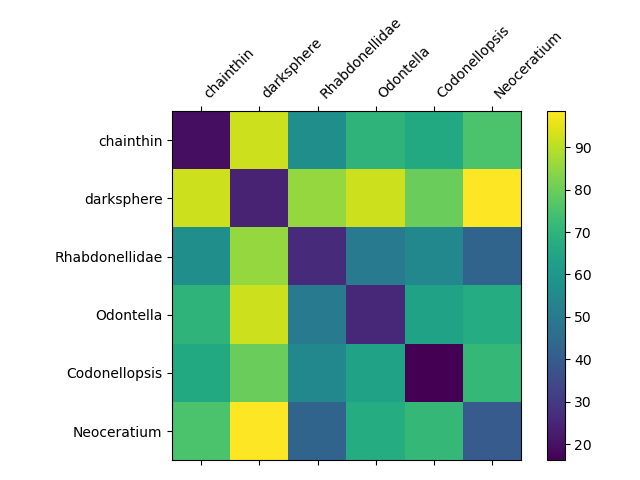 chainthin
darksphere
Rhabdonellidae
Odontella
Codonellopsis
Neoceratium
chainthin
darksphere
Rhabdonellidae
Odontella
Codonellopsis
Neoceratium
90
80
70
60
50
40
30
20